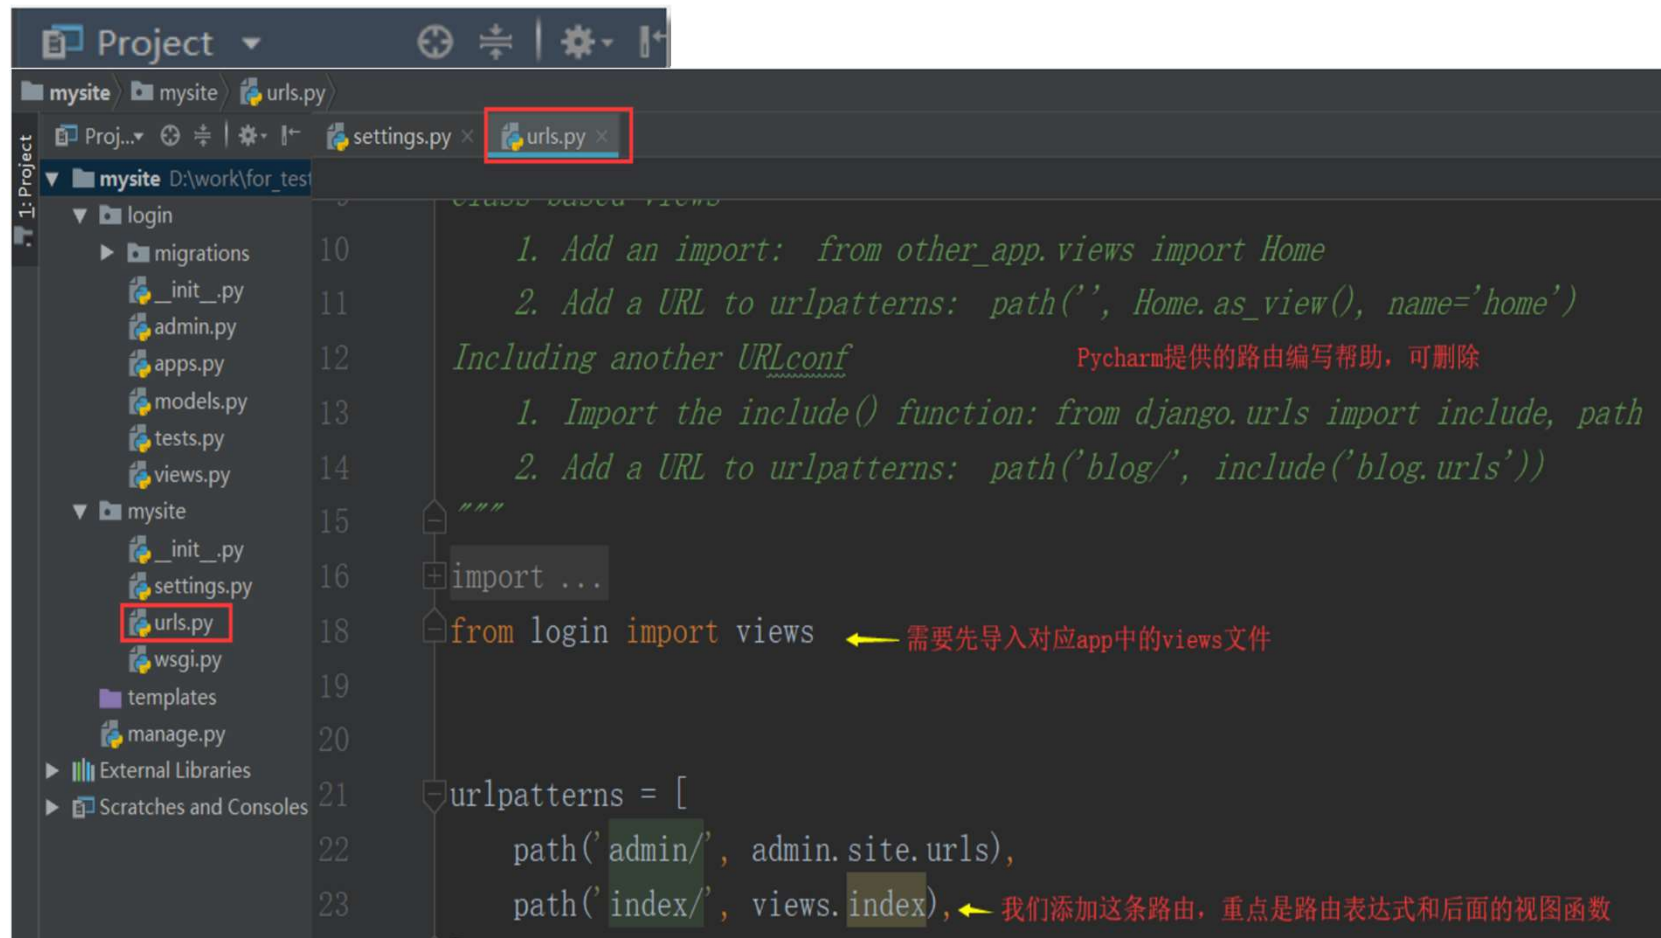 Project
mysite mysite urls.py
1: Project
Proj... settings.py × urls.py ×
mysite D:\work\for_test
login
migrations
__init__.py
admin.py
apps.py
models.py
tests.py
views.py
mysite
__init__.py
settings.py
urls.py
wsgi.py
templates
manage.py
External Libraries
Scratches and Consoles
9 Class-based views
10 1. Add an import:  from other_app.views import Home
11 2. Add a URL to urlpatterns:  path('', Home.as_view(), name='home')
12 Including another URLconf Pycharm提供的路由编写帮助，可删除
13 1. Import the include() function: from django.urls import include, path
14 2. Add a URL to urlpatterns:  path('blog/', include('blog.urls'))
15 """
16 import ...
18 from login import views 需要先导入对应app中的views文件
19
20
21 urlpatterns = [
22 path('admin/', admin.site.urls),
23 path('index/', views.index), 我们添加这条路由，重点是路由表达式和后面的视图函数